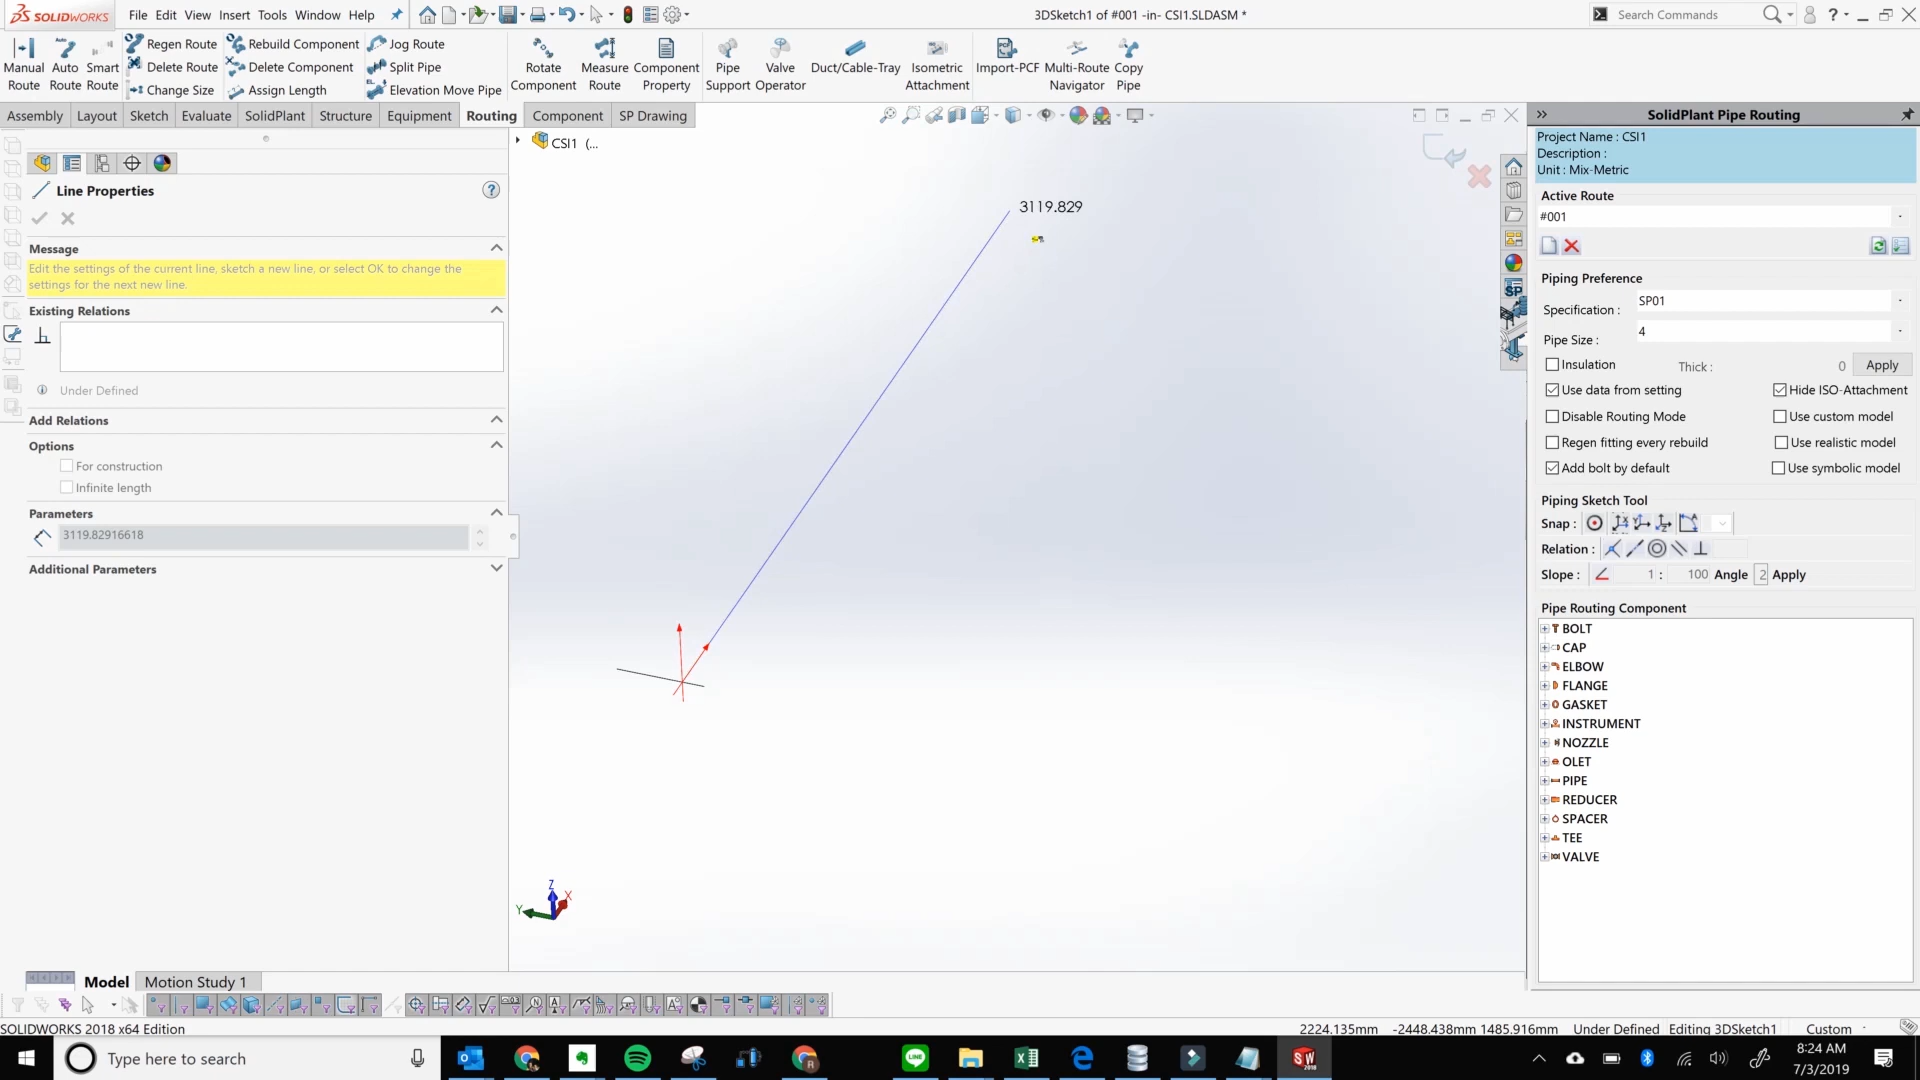 SOLIDWORKS File Edit View Insert Tools Window Help
3DSketch1 of #001 -in- CSI1.SLDASM *
Search Commands
Manual Route
Auto Route
Smart Route
Regen Route
Delete Route
Change Size
Rebuild Component
Delete Component
Assign Length
Jog Route
Split Pipe
Elevation Move Pipe
Rotate Component
Measure Route
Component Property
Pipe Support
Valve Operator
Duct/Cable-Tray
Isometric Attachment
Import-PCF
Multi-Route Navigator
Copy Pipe
Assembly Layout Sketch Evaluate SolidPlant Structure Equipment Routing Component SP Drawing
CSI1 (...
Line Properties
Message
Edit the settings of the current line, sketch a new line, or select OK to change the
settings for the next new line.
Existing Relations
Under Defined
Add Relations
Options
For construction
Infinite length
Parameters
3119.82916618
Additional Parameters
3119.829
Z
X
Y
SolidPlant Pipe Routing
Project Name : CSI1
Description :
Unit : Mix-Metric
Active Route
#001
Piping Preference
Specification : SP01
Pipe Size : 4
Insulation Thick : 0 Apply
Use data from setting Hide ISO-Attachment
Disable Routing Mode Use custom model
Regen fitting every rebuild Use realistic model
Add bolt by default Use symbolic model
Piping Sketch Tool
Snap :
Relation :
Slope : 1 : 100 Angle 2 Apply
Pipe Routing Component
BOLT
CAP
ELBOW
FLANGE
GASKET
INSTRUMENT
NOZZLE
OLET
PIPE
REDUCER
SPACER
TEE
VALVE
SP
Model Motion Study 1
SOLIDWORKS 2018 x64 Edition
2224.135mm -2448.438mm 1485.916mm Under Defined Editing 3DSketch1 Custom
Type here to search
8:24 AM
7/3/2019